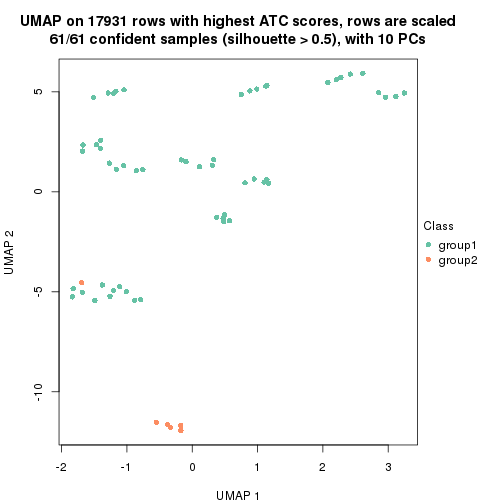 UMAP on 17931 rows with highest ATC scores, rows are scaled
61/61 confident samples (silhouette > 0.5), with 10 PCs
5
0
-5
-10
UMAP 2
-2
-1
0
1
2
3
UMAP 1
Class
group1
group2